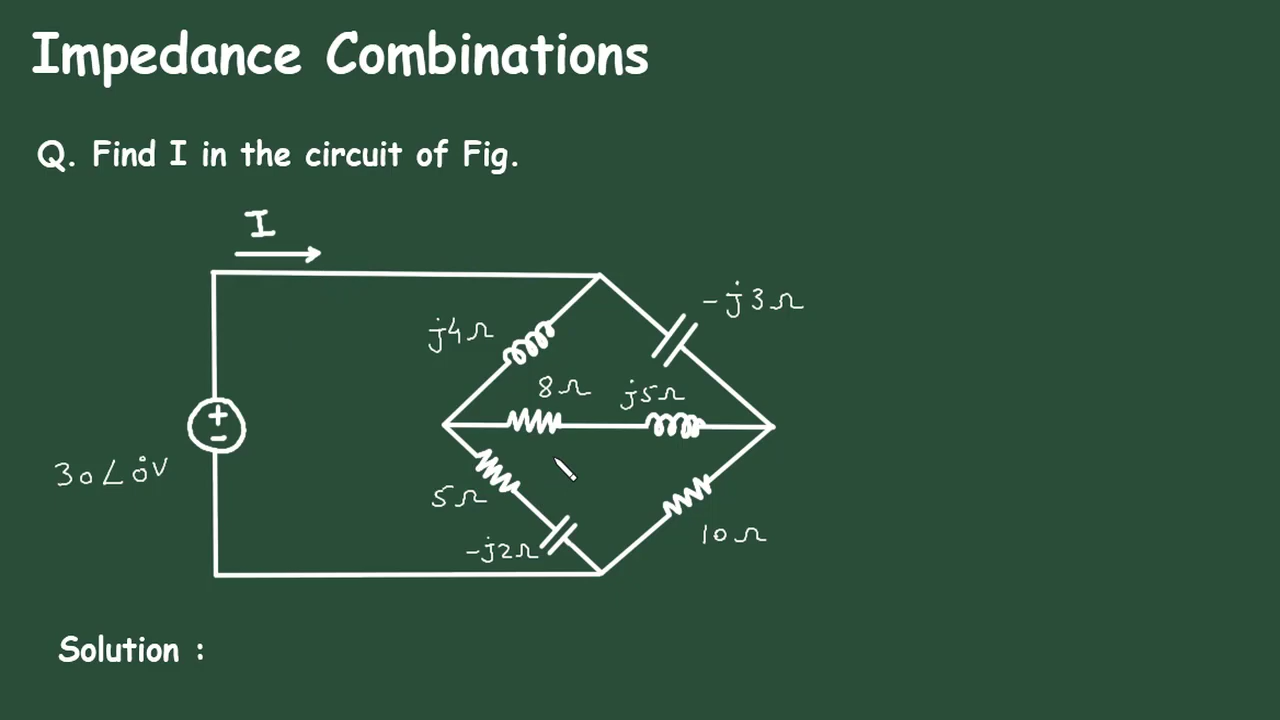 Impedance Combinations
Q. Find I in the circuit of Fig.
I
-j3Ω
j4Ω
8Ω j5Ω
+
-
30∠0°V
5Ω
-j2Ω
10Ω
Solution :